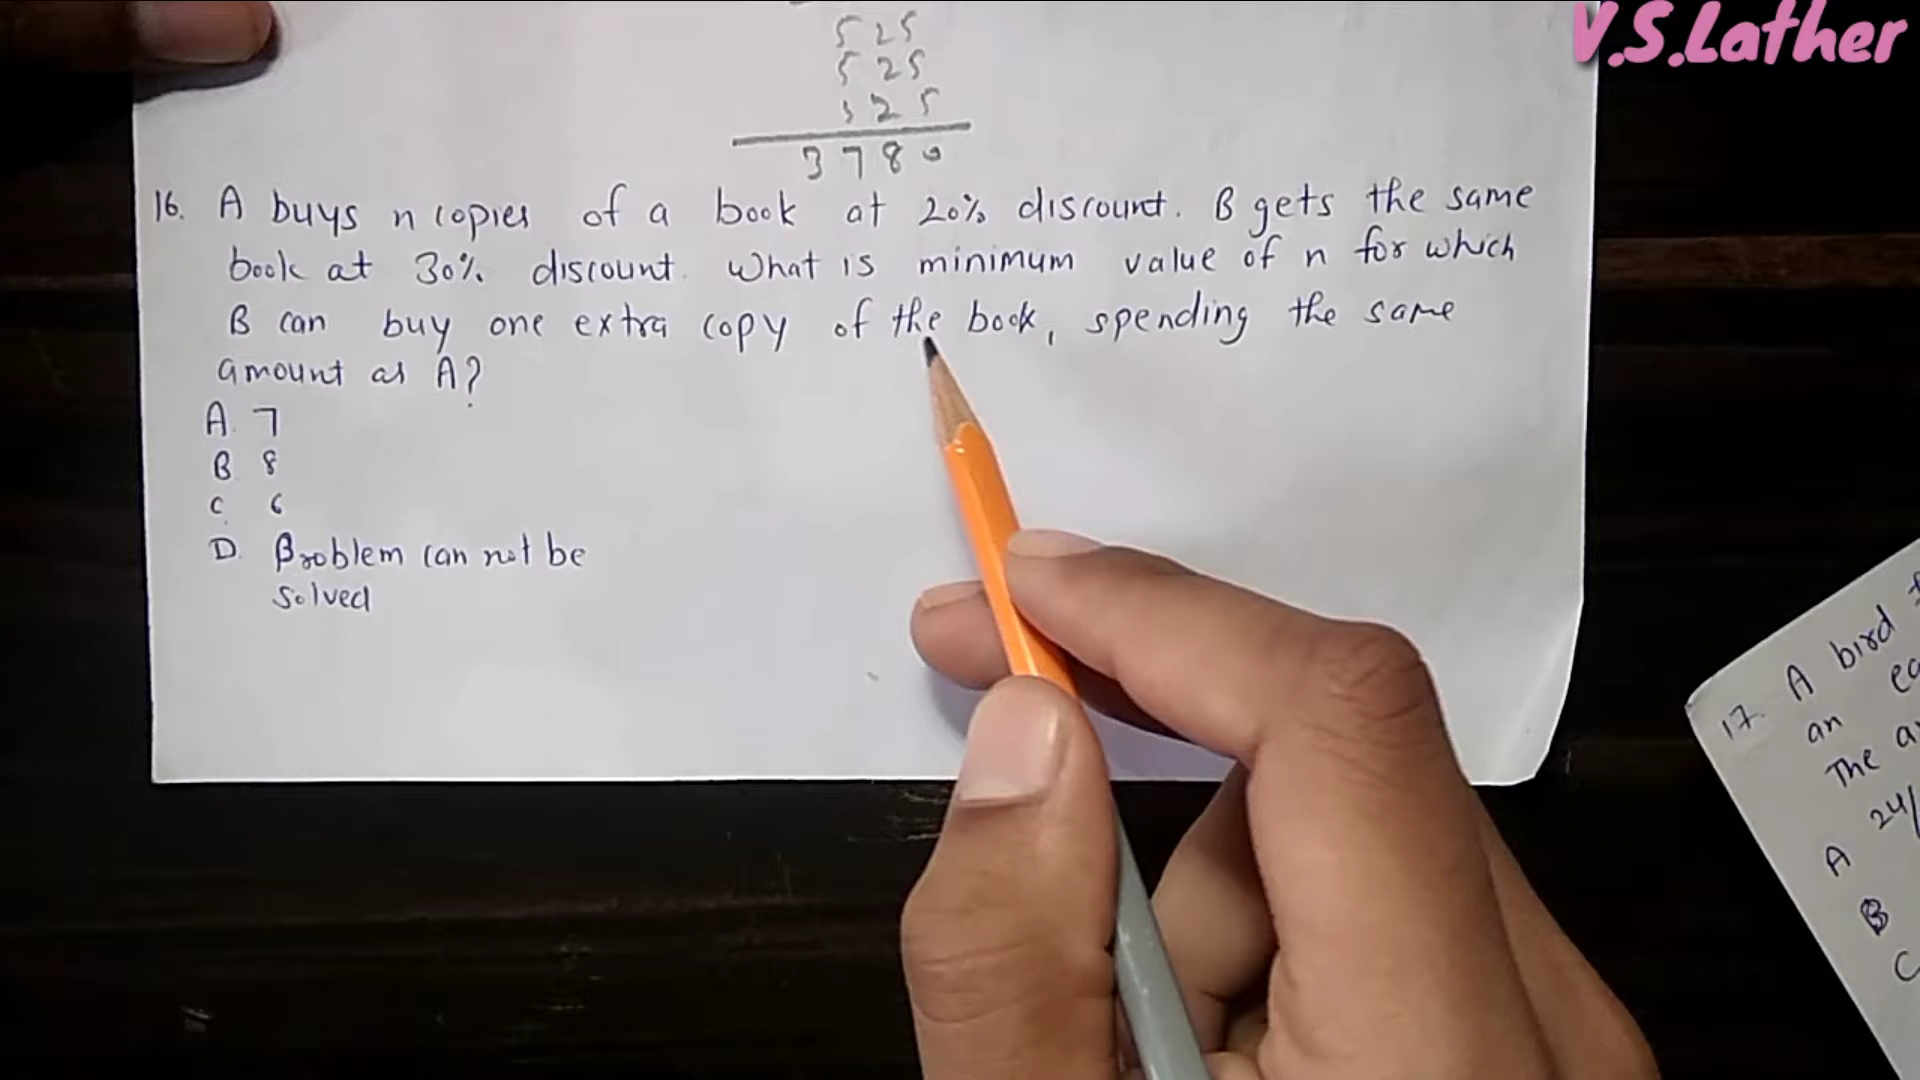 V.S.Lather
525
525
525
3780
16. A buys n copies of a book at 20% discount. B gets the same
book at 30% discount. What is minimum value of n for which
B can buy one extra copy of the book, spending the same
amount as A?
A. 7
B 8
C. 6
D. Problem can not be
solved
17. A bird
an
The
24/
A
B
C